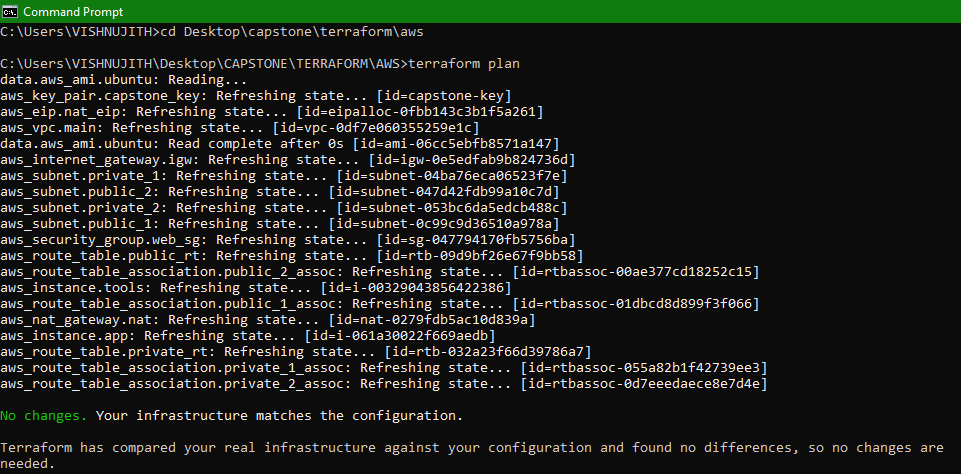 Command Prompt
C:\Users\VISHNUJITH>cd Desktop\capstone\terraform\aws
C:\Users\VISHNUJITH\Desktop\CAPSTONE\TERRAFORM\AWS>terraform plan
data.aws_ami.ubuntu: Reading...
aws_key_pair.capstone_key: Refreshing state... [id=capstone-key]
aws_eip.nat_eip: Refreshing state... [id=eipalloc-0fbb143c3b1f5a261]
aws_vpc.main: Refreshing state... [id=vpc-0df7e060355259e1c]
data.aws_ami.ubuntu: Read complete after 0s [id=ami-06cc5ebfb8571a147]
aws_internet_gateway.igw: Refreshing state... [id=igw-0e5edfab9b824736d]
aws_subnet.private_1: Refreshing state... [id=subnet-04ba76eca06523f7e]
aws_subnet.public_2: Refreshing state... [id=subnet-047d42fdb99a10c7d]
aws_subnet.private_2: Refreshing state... [id=subnet-053bc6da5edcb488c]
aws_subnet.public_1: Refreshing state... [id=subnet-0c99c9d36510a978a]
aws_security_group.web_sg: Refreshing state... [id=sg-047794170fb5756ba]
aws_route_table.public_rt: Refreshing state... [id=rtb-09d9bf26e67f9bb58]
aws_route_table_association.public_2_assoc: Refreshing state... [id=rtbassoc-00ae377cd18252c15]
aws_instance.tools: Refreshing state... [id=i-00329043856422386]
aws_route_table_association.public_1_assoc: Refreshing state... [id=rtbassoc-01dbcd8d899f3f066]
aws_nat_gateway.nat: Refreshing state... [id=nat-0279fdb5ac10d839a]
aws_instance.app: Refreshing state... [id=i-061a30022f669aedb]
aws_route_table.private_rt: Refreshing state... [id=rtb-032a23f66d39786a7]
aws_route_table_association.private_1_assoc: Refreshing state... [id=rtbassoc-055a82b1f42739ee3]
aws_route_table_association.private_2_assoc: Refreshing state... [id=rtbassoc-0d7eeedaece8e7d4e]
No changes. Your infrastructure matches the configuration.
Terraform has compared your real infrastructure against your configuration and found no differences, so no changes are
needed.